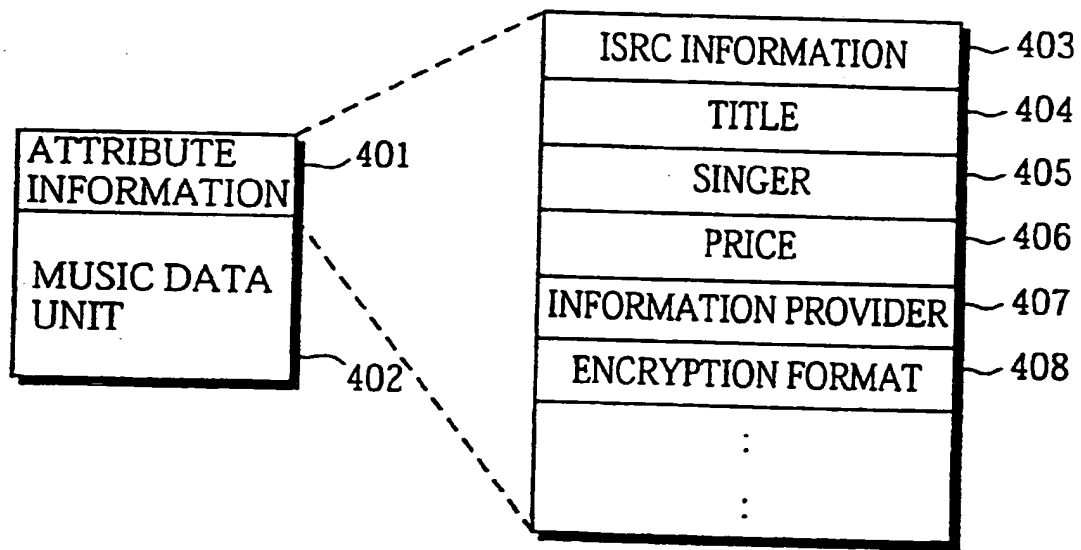 ATTRIBUTE
INFORMATION
401
MUSIC DATA
UNIT
402
ISRC INFORMATION
403
TITLE
404
SINGER
405
PRICE
406
INFORMATION PROVIDER
407
ENCRYPTION FORMAT
408
:
: